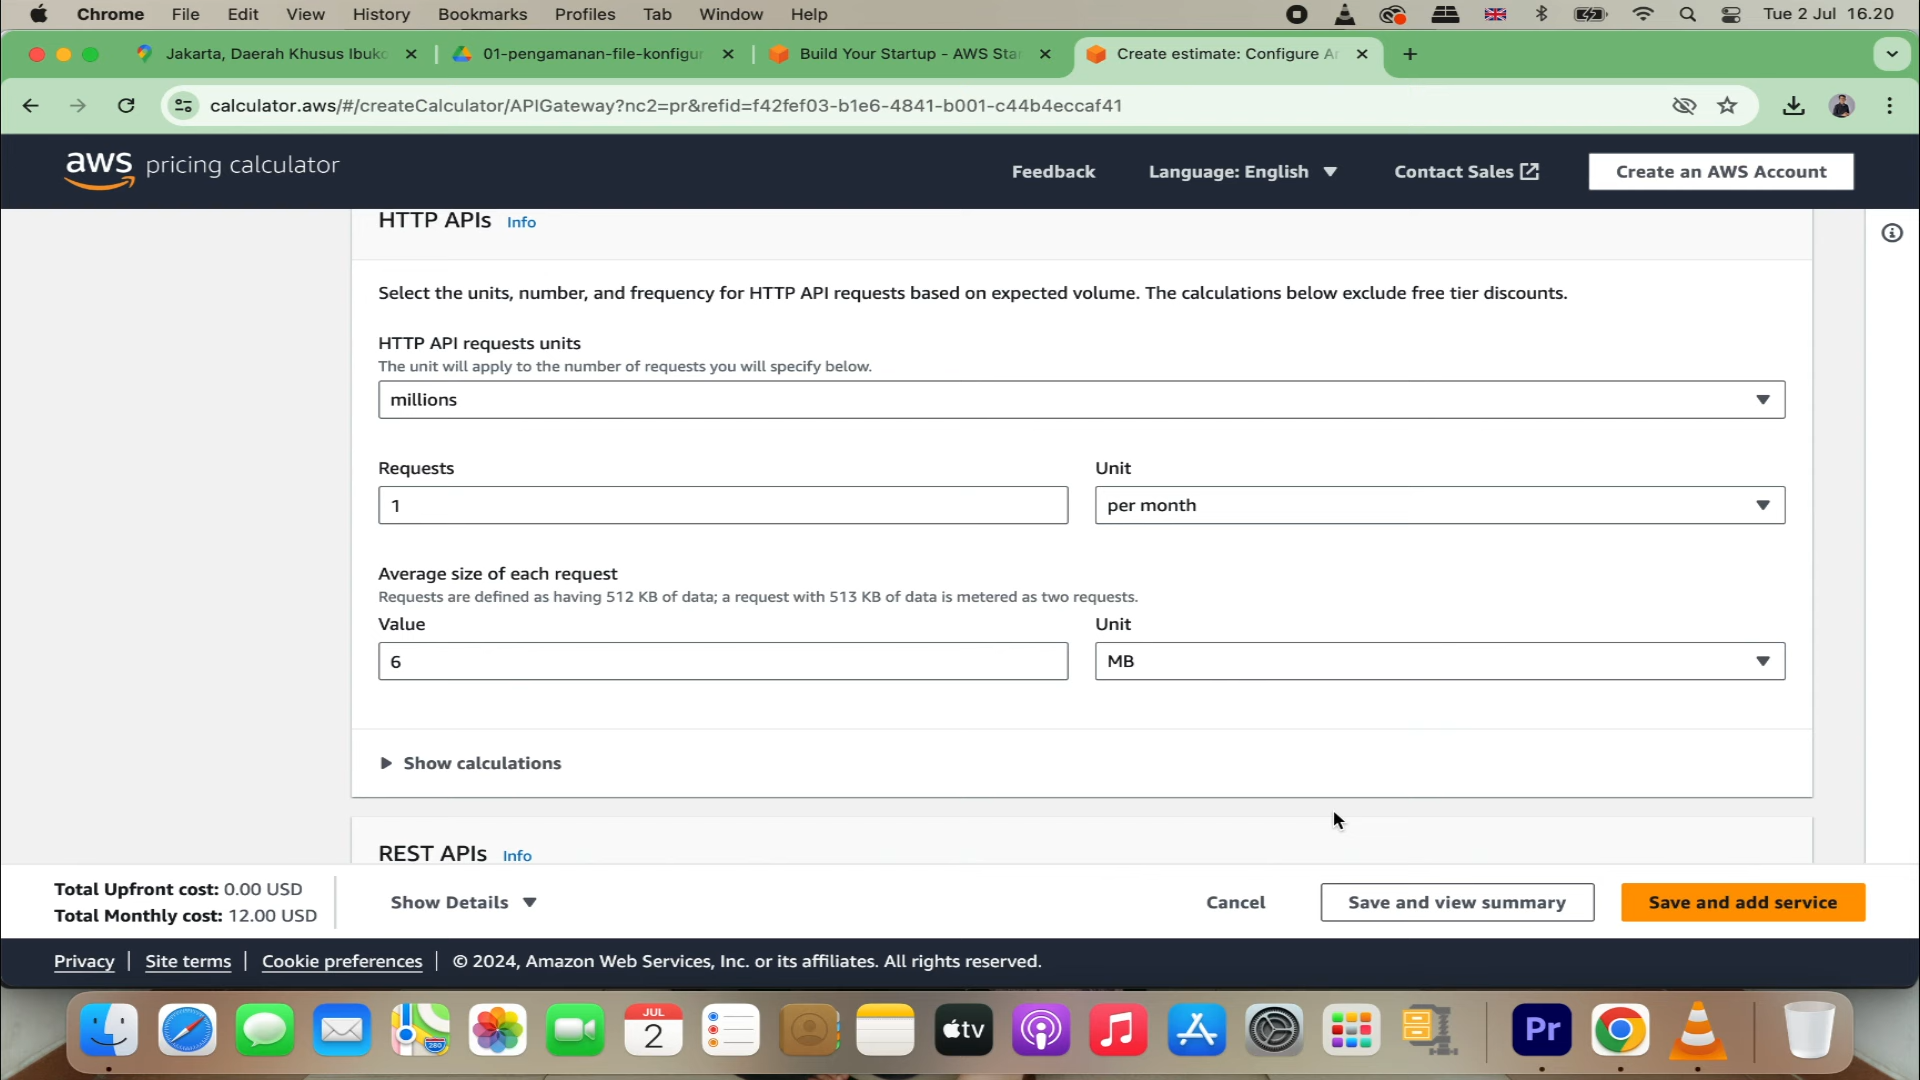 Chrome File Edit View History Bookmarks Profiles Tab Window Help Tue 2 Jul 16.20
Jakarta, Daerah Khusus Ibuko 01-pengamanan-file-konfigur Build Your Startup - AWS Star Create estimate: Configure Ar
calculator.aws/#/createCalculator/APIGateway?nc2=pr&refid=f42fef03-b1e6-4841-b001-c44b4eccaf41
aws pricing calculator Feedback Language: English Contact Sales Create an AWS Account
HTTP APIs Info
Select the units, number, and frequency for HTTP API requests based on expected volume. The calculations below exclude free tier discounts.
HTTP API requests units
The unit will apply to the number of requests you will specify below.
millions
Requests Unit
1 per month
Average size of each request
Requests are defined as having 512 KB of data; a request with 513 KB of data is metered as two requests.
Value Unit
6 MB
Show calculations
REST APIs Info
Total Upfront cost: 0.00 USD
Total Monthly cost: 12.00 USD
Show Details Cancel Save and view summary Save and add service
Privacy Site terms Cookie preferences © 2024, Amazon Web Services, Inc. or its affiliates. All rights reserved.
280 JUL 2 tv Pr